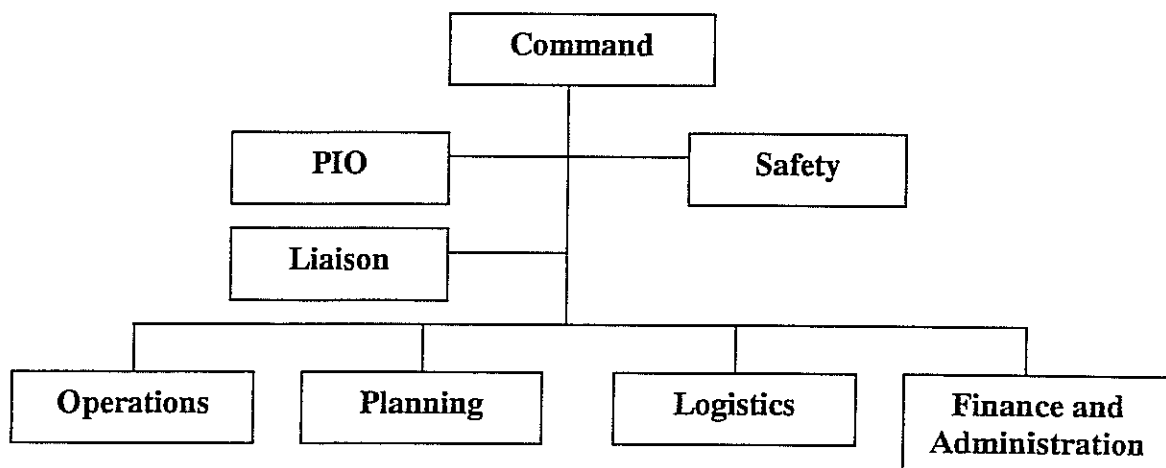 Command
PIO
Safety
Liaison
Operations
Planning
Logistics
Finance and
Administration